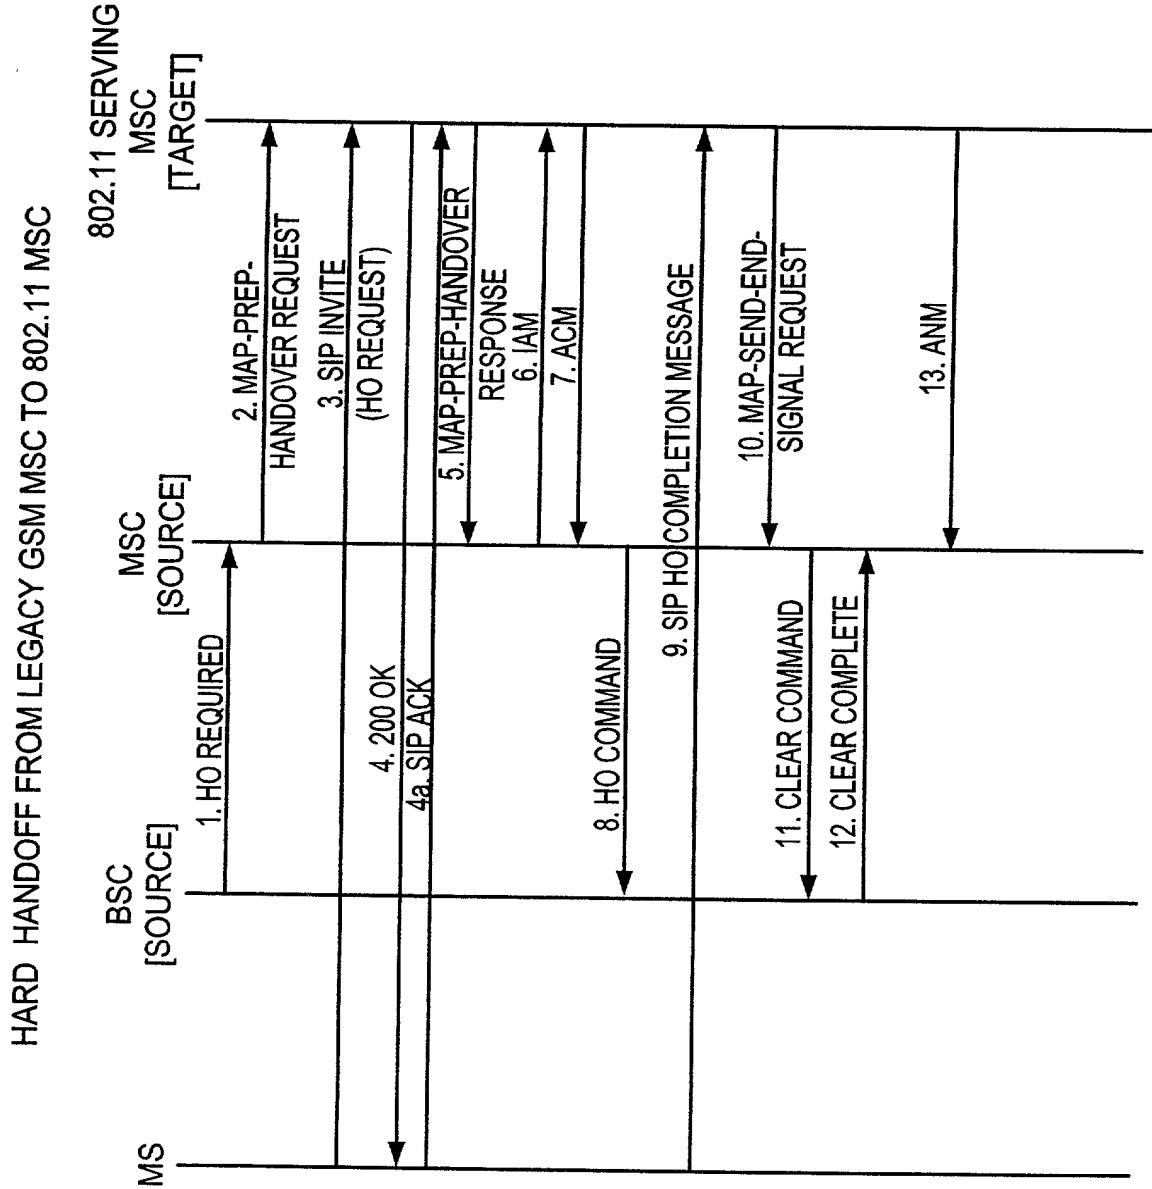 HARD HANDOFF FROM LEGACY GSM MSC TO 802.11 MSC
MS
BSC
[SOURCE]
MSC
[SOURCE]
802.11 SERVING
MSC
[TARGET]
1. HO REQUIRED
2. MAP-PREP-
HANDOVER REQUEST
3. SIP INVITE
(HO REQUEST)
4. 200 OK
4a. SIP ACK
5. MAP-PREP-HANDOVER
RESPONSE
6. IAM
7. ACM
8. HO COMMAND
9. SIP HO COMPLETION MESSAGE
10. MAP-SEND-END-
SIGNAL REQUEST
11. CLEAR COMMAND
12. CLEAR COMPLETE
13. ANM